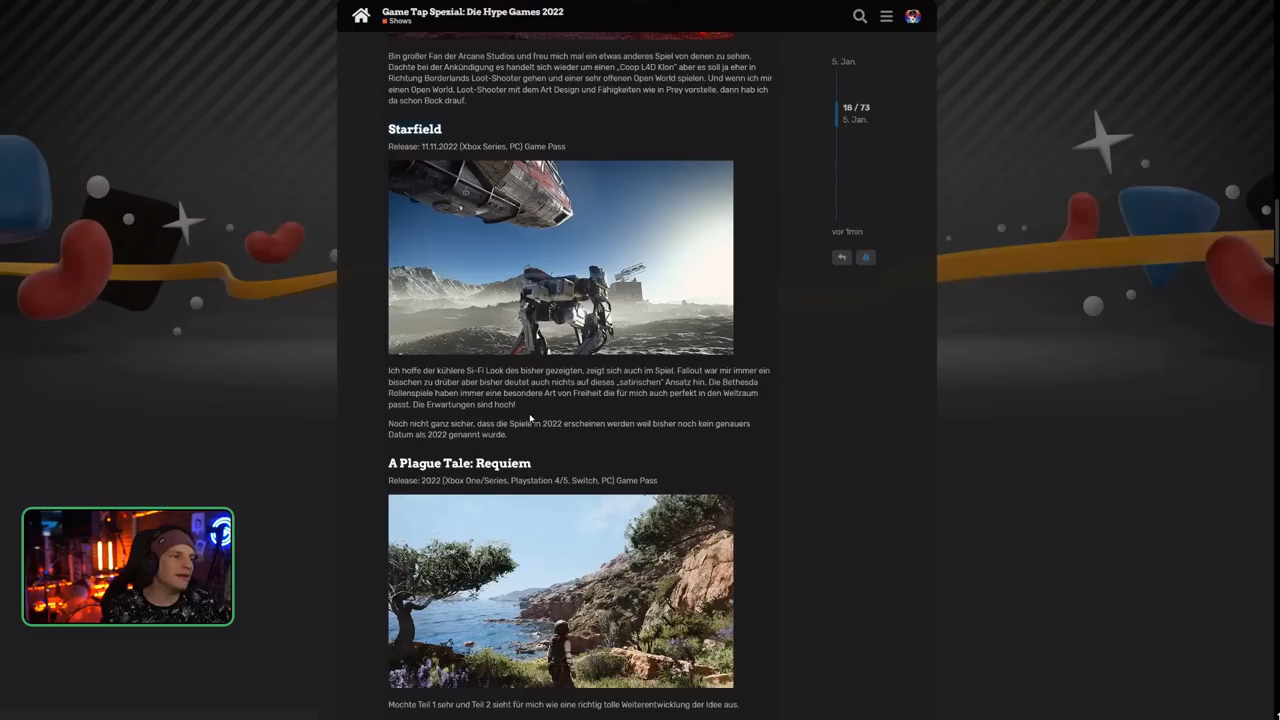 Game Tap Spezial: Die Hype Games 2022
Shows
Bin großer Fan der Arcane Studios und freu mich mal ein etwas anderes Spiel von denen zu sehen.
Dachte bei der Ankündigung es handelt sich wieder um einen „Coop L4D Klon" aber es soll ja eher in
Richtung Borderlands Loot-Shooter gehen und einer sehr offenen Open World spielen. Und wenn ich mir
einen Open World, Loot-Shooter mit dem Art Design und Fähigkeiten wie in Prey vorstelle, dann hab ich
da schon Bock drauf.
5. Jan.
18 / 73
5. Jan.
vor 1min
Starfield
Release: 11.11.2022 (Xbox Series, PC) Game Pass
Ich hoffe der kühlere Si-Fi Look des bisher gezeigten, zeigt sich auch im Spiel. Fallout war mir immer ein
bisschen zu drüber aber bisher deutet auch nichts auf dieses „satirischen" Ansatz hin. Die Bethesda
Rollenspiele haben immer eine besondere Art von Freiheit die für mich auch perfekt in den Weltraum
passt. Die Erwartungen sind hoch!
Noch nicht ganz sicher, dass die Spiele in 2022 erscheinen werden weil bisher noch kein genauers
Datum als 2022 genannt wurde.
A Plague Tale: Requiem
Release: 2022 (Xbox One/Series, Playstation 4/5, Switch, PC) Game Pass
Mochte Teil 1 sehr und Teil 2 sieht für mich wie eine richtig tolle Weiterentwicklung der Idee aus.